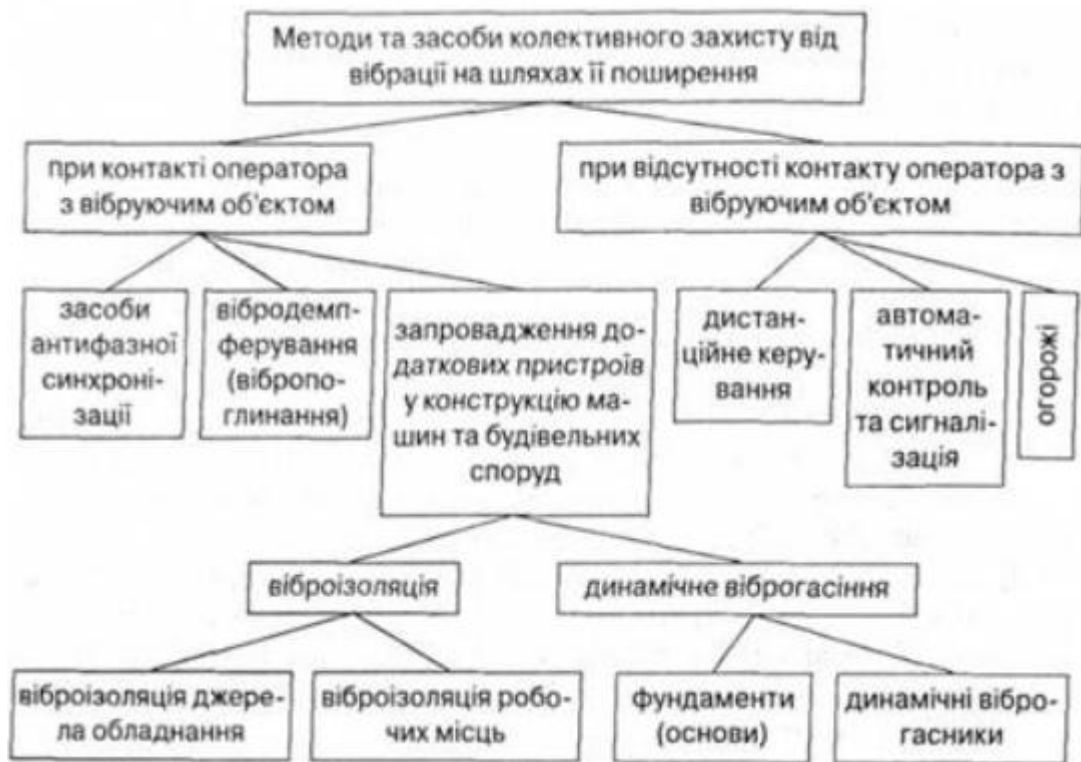 Методи та засоби колективного захисту від
вібрації на шляхах її поширення
при контакті оператора
з вібруючим об'єктом
при відсутності контакту оператора з
вібруючим об'єктом
засоби
антифазної
синхроні-
зації
вібродемп-
ферування
(вібропо-
глинання)
запровадження до-
даткових пристроїв
у конструкцію ма-
шин та будівельних
споруд
дистан-
ційне керу-
вання
автома-
тичний
контроль
та сигналі-
зація
огорожі
віброізоляція
динамічне віброгасіння
віброізоляція джере-
ла обладнання
віброізоляція робо-
чих місць
фундаменти
(основи)
динамічні вібро-
гасники